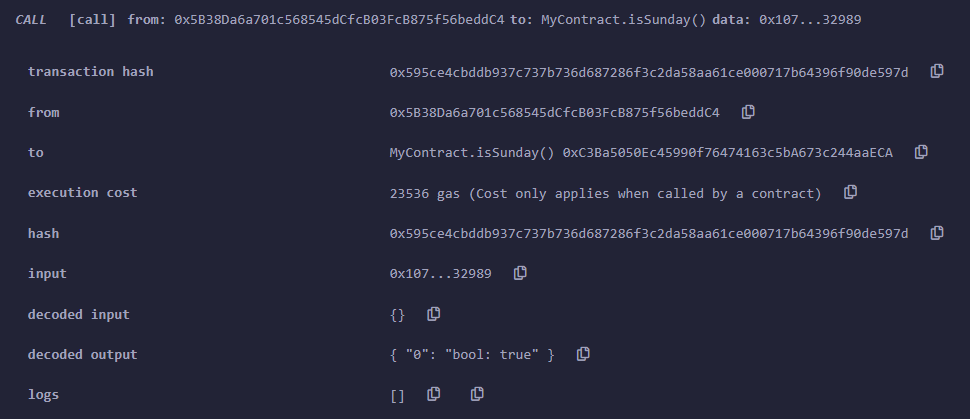 CALL [call] from: 0x5B38Da6a701c568545dCfcB03FcB875f56beddC4 to: MyContract.isSunday() data: 0x107...32989
transaction hash 0x595ce4cbddb937c737b736d687286f3c2da58aa61ce000717b64396f90de597d
from 0x5B38Da6a701c568545dCfcB03FcB875f56beddC4
to MyContract.isSunday() 0xC3Ba5050Ec45990f76474163c5bA673c244aaECA
execution cost 23536 gas (Cost only applies when called by a contract)
hash 0x595ce4cbddb937c737b736d687286f3c2da58aa61ce000717b64396f90de597d
input 0x107...32989
decoded input {}
decoded output { "0": "bool: true" }
logs []